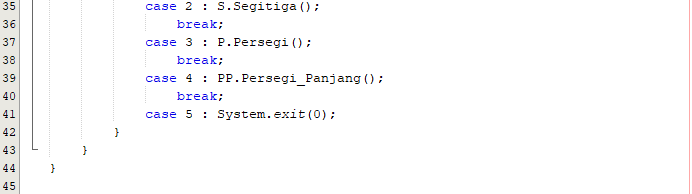 35 case 2 : S.Segitiga();
36 break;
37 case 3 : P.Persegi();
38 break;
39 case 4 : PP.Persegi_Panjang();
40 break;
41 case 5 : System.exit(0);
42 }
43 }
44 }
45